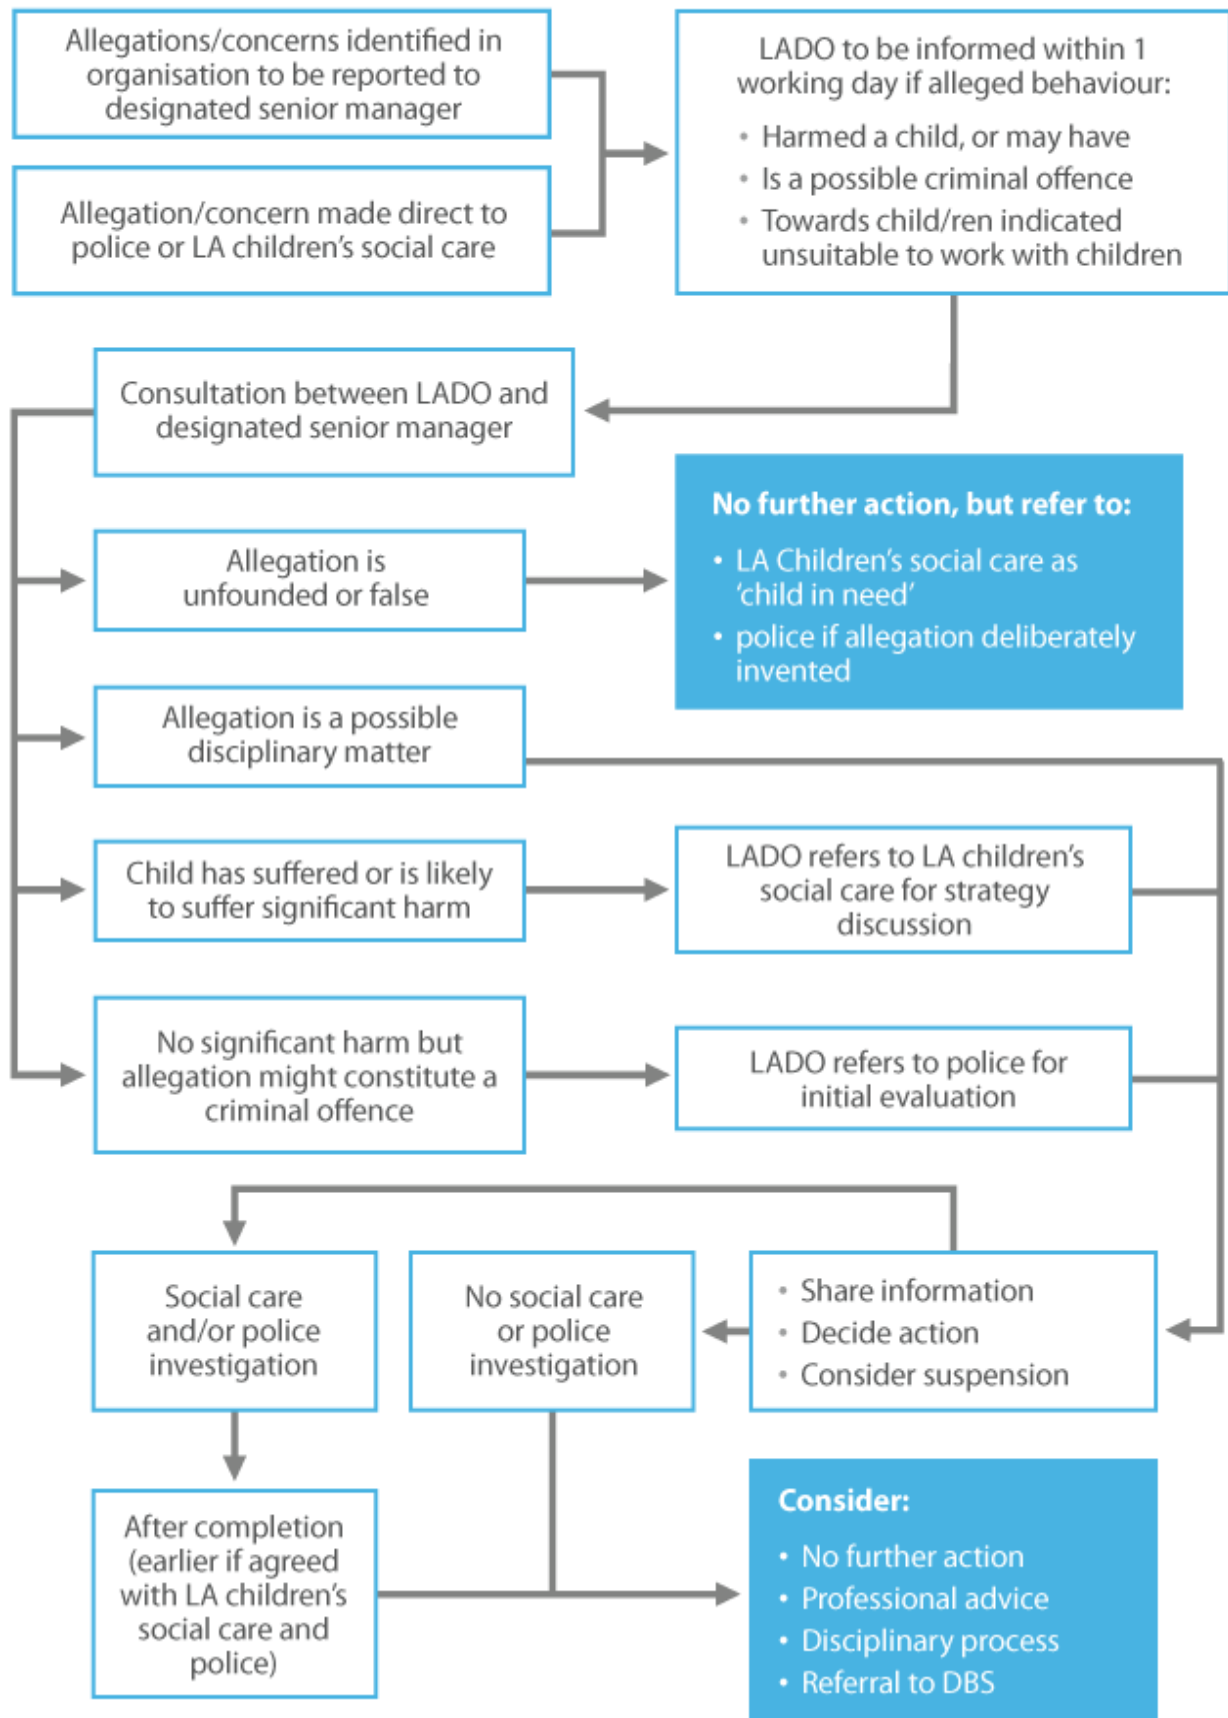 Allegations/concerns identified in
organisation to be reported to
designated senior manager
LADO to be informed within 1
working day if alleged behaviour:
• Harmed a child, or may have
• Is a possible criminal offence
• Towards child/ren indicated
unsuitable to work with children
Allegation/concern made direct to
police or LA children’s social care
Consultation between LADO and
designated senior manager
Allegation is
unfounded or false
No further action, but refer to:
• LA Children’s social care as
‘child in need’
• police if allegation deliberately
invented
Allegation is a possible
disciplinary matter
Child has suffered or is likely
to suffer significant harm
LADO refers to LA children’s
social care for strategy
discussion
No significant harm but
allegation might constitute a
criminal offence
LADO refers to police for
initial evaluation
Social care
and/or police
investigation
No social care
or police
investigation
• Share information
• Decide action
• Consider suspension
After completion
(earlier if agreed
with LA children’s
social care and
police)
Consider:
• No further action
• Professional advice
• Disciplinary process
• Referral to DBS